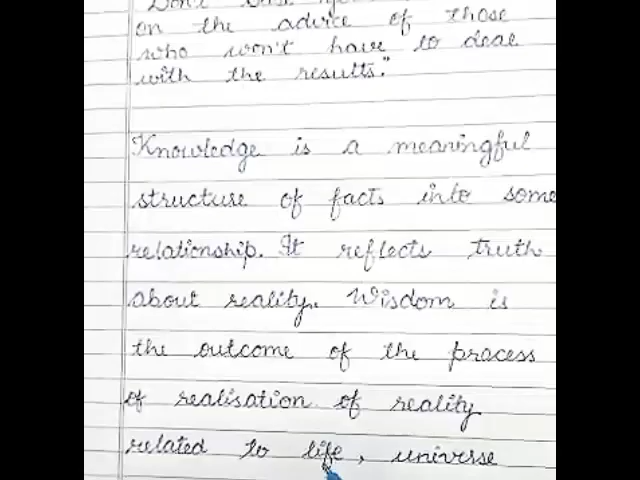 "Don't
on the advice of those
who won't have to deal
with the results."
Knowledge is a meaningful
structure of facts into some
relationship. It reflects truth
about reality. Wisdom is
the outcome of the process
of realisation of reality
related to life, universe